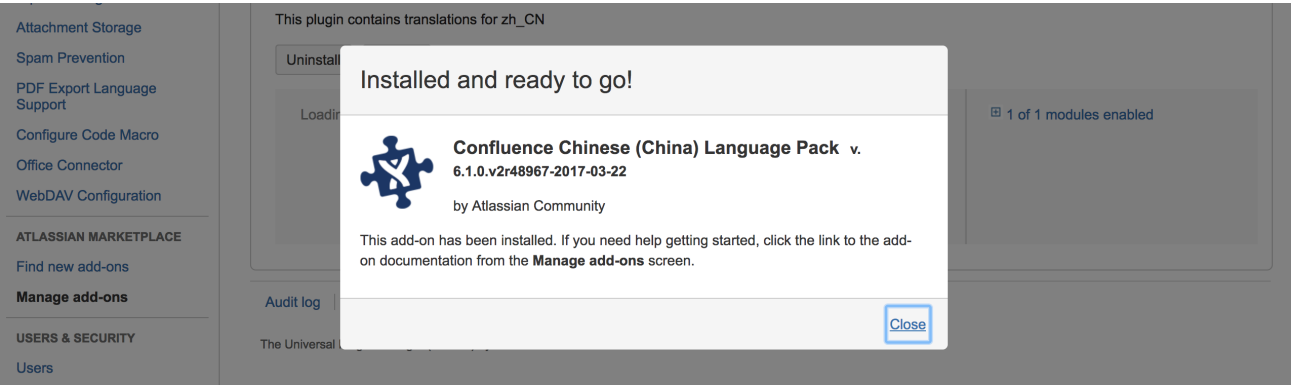 Attachment Storage
Spam Prevention
PDF Export Language
Support
Configure Code Macro
Office Connector
WebDAV Configuration
ATLASSIAN MARKETPLACE
Find new add-ons
Manage add-ons
USERS & SECURITY
Users
This plugin contains translations for zh_CN
Uninstall
Installed and ready to go!
Confluence Chinese (China) Language Pack v.
6.1.0.v2r48967-2017-03-22
by Atlassian Community
This add-on has been installed. If you need help getting started, click the link to the add-
on documentation from the Manage add-ons screen.
Close
1 of 1 modules enabled
Audit log
The Universal